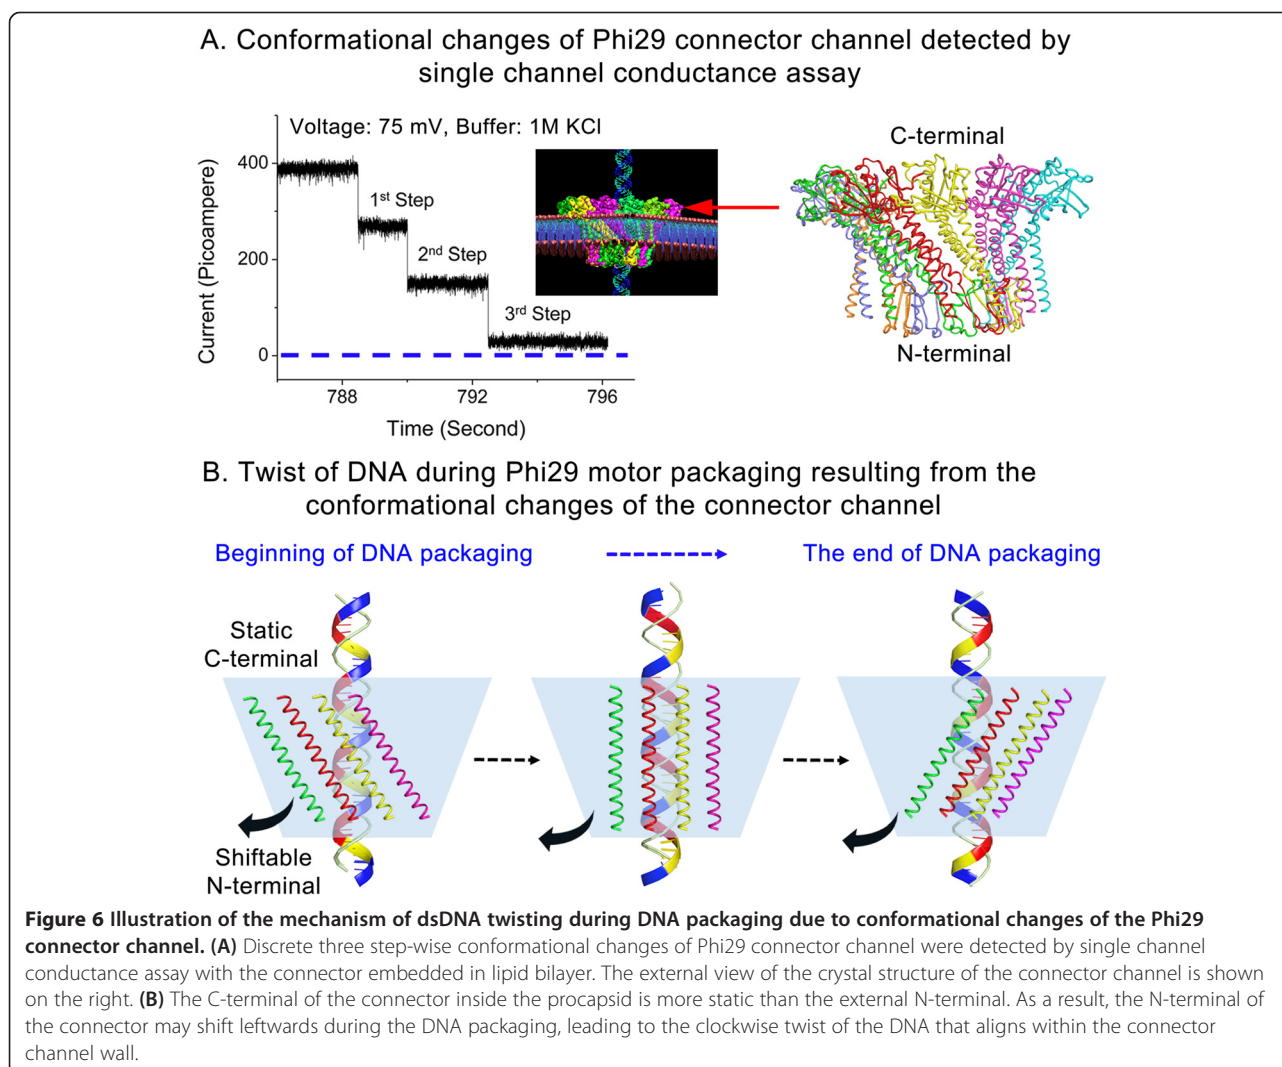 A. Conformational changes of Phi29 connector channel detected by
single channel conductance assay
Voltage: 75 mV, Buffer: 1M KCl
Current (Picoampere)
400
200
0
1st Step
2nd Step
3rd Step
788
792
796
Time (Second)
C-terminal
N-terminal
B. Twist of DNA during Phi29 motor packaging resulting from the
conformational changes of the connector channel
Beginning of DNA packaging
The end of DNA packaging
Static
C-terminal
Shiftable
N-terminal
Figure 6 Illustration of the mechanism of dsDNA twisting during DNA packaging due to conformational changes of the Phi29
connector channel. (A) Discrete three step-wise conformational changes of Phi29 connector channel were detected by single channel
conductance assay with the connector embedded in lipid bilayer. The external view of the crystal structure of the connector channel is shown
on the right. (B) The C-terminal of the connector inside the procapsid is more static than the external N-terminal. As a result, the N-terminal of
the connector may shift leftwards during the DNA packaging, leading to the clockwise twist of the DNA that aligns within the connector
channel wall.